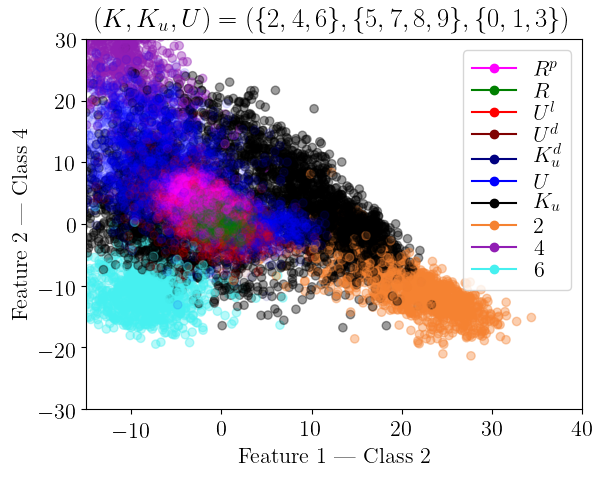 (K, K_u, U) = ({2, 4, 6}, {5, 7, 8, 9}, {0, 1, 3})
30
20
10
0
−10
−20
−30
Feature 2 — Class 4
R^p
R
U^l
U^d
K_u^d
U
K_u
2
4
6
−10 0 10 20 30 40
Feature 1 — Class 2